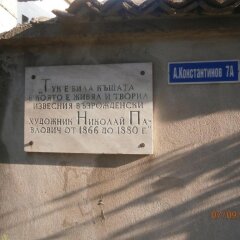 ТУК Е БИЛА КЪЩАТА
В КОЯТО Е ЖИВЯЛ И ТВОРИЛ
ИЗВЕСНИЯ ВЪЗРОЖДЕНСКИ
ХУДОЖНИК НИКОЛАЙ ПА-
ВЛОВИЧ ОТ 1866 ДО 1880 Г.
А.Константинов 7А